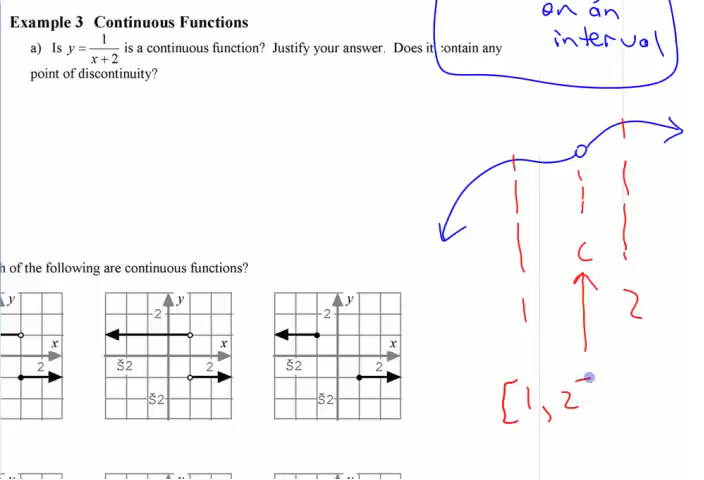 on an
interval
Example 3 Continuous Functions
a) Is y = 1/(x + 2) is a continuous function? Justify your answer. Does it contain any
point of discontinuity?
c
1
2
[1, 2
of the following are continuous functions?
y
x
2
y
2
x
Š2
2
Š2
y
2
x
Š2
2
Š2